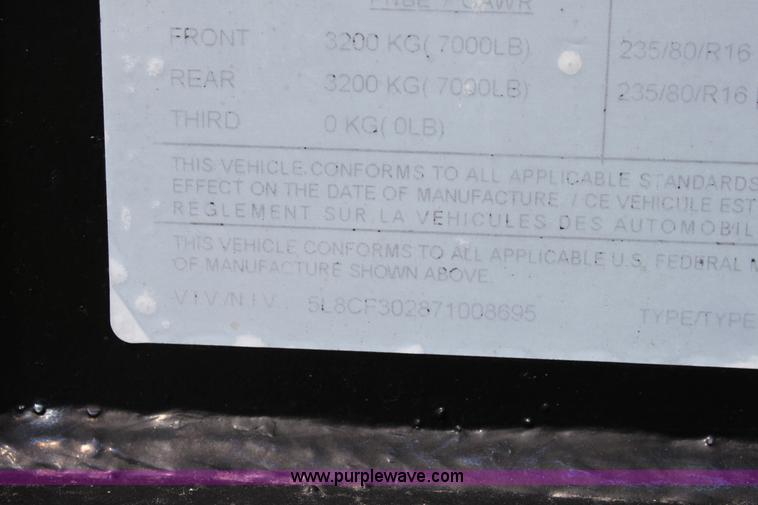 PNBE / GAWR
FRONT 3200 KG( 7000LB) 235/80/R16
REAR 3200 KG( 7000LB) 235/80/R16
THIRD 0 KG( 0LB)
THIS VEHICLE CONFORMS TO ALL APPLICABLE STANDARDS
EFFECT ON THE DATE OF MANUFACTURE / CE VEHICULE EST
REGLEMENT SUR LA VEHICULES DES AUTOMOBIL
THIS VEHICLE CONFORMS TO ALL APPLICABLE U.S. FEDERAL M
OF MANUFACTURE SHOWN ABOVE.
V.I.V./N.I.V. 5L8CF302871008695 TYPE/TYPE
www.purplewave.com